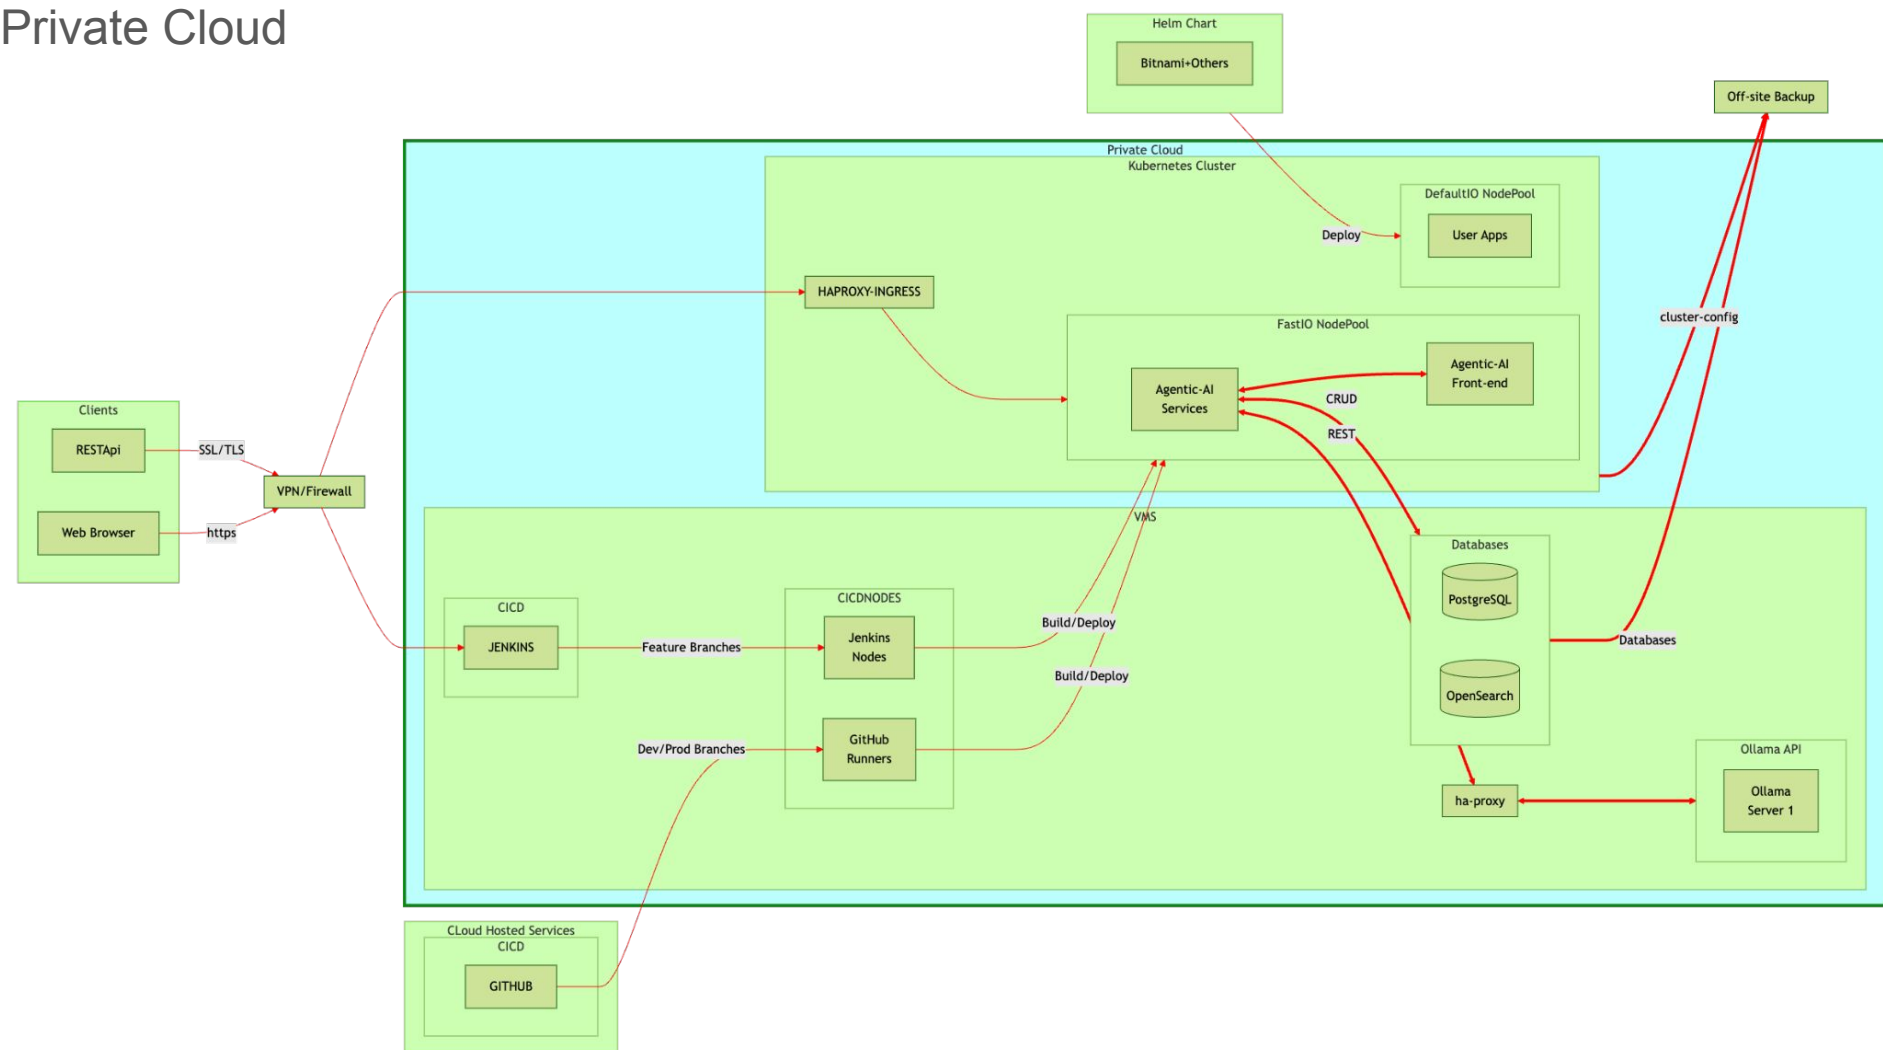 Private Cloud
Helm Chart
Bitnami+Others
Off-site Backup
Private Cloud
Kubernetes Cluster
DefaultIO NodePool
User Apps
Deploy
HAPROXY-INGRESS
cluster-config
FastIO NodePool
Agentic-AI
Services
Agentic-AI
Front-end
CRUD
REST
Clients
RESTApi
SSL/TLS
VPN/Firewall
Web Browser
https
VMS
Databases
PostgreSQL
OpenSearch
Databases
CICD
JENKINS
Feature Branches
CICDNODES
Jenkins
Nodes
Build/Deploy
Build/Deploy
Dev/Prod Branches
GitHub
Runners
ha-proxy
Ollama API
Ollama
Server 1
CLoud Hosted Services
CICD
GITHUB